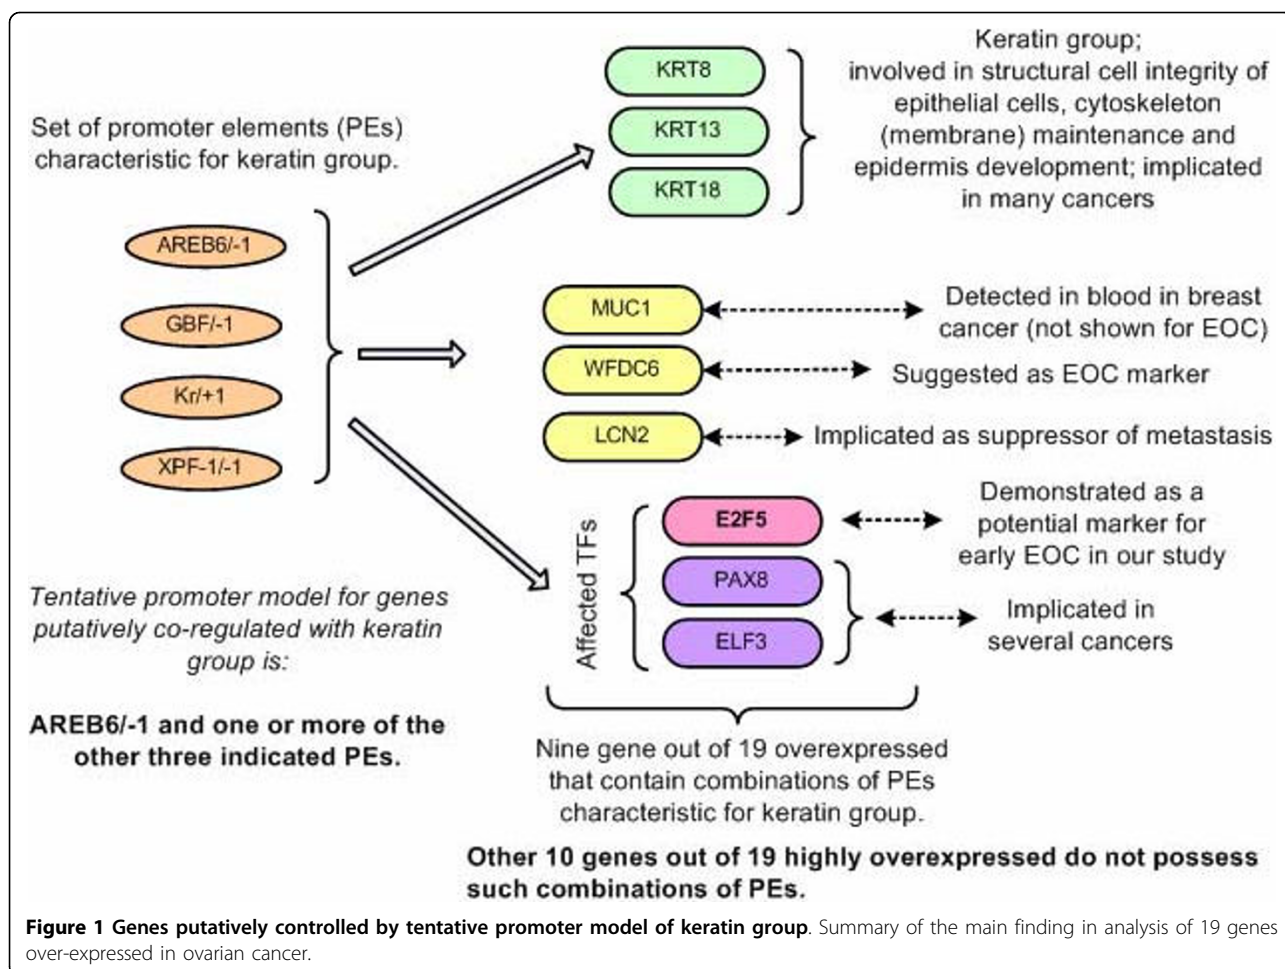 Set of promoter elements (PEs)
characteristic for keratin group.
AREB6/-1
GBF/-1
Kr/+1
XPF-1/-1
Tentative promoter model for genes
putatively co-regulated with keratin
group is:
AREB6/-1 and one or more of the
other three indicated PEs.
KRT8
KRT13
KRT18
Keratin group;
involved in structural cell integrity of
epithelial cells, cytoskeleton
(membrane) maintenance and
epidermis development; implicated
in many cancers
MUC1
Detected in blood in breast
cancer (not shown for EOC)
WFDC6
Suggested as EOC marker
LCN2
Implicated as suppressor of metastasis
Affected TFs
E2F5
Demonstrated as a
potential marker for
early EOC in our study
PAX8
ELF3
Implicated in
several cancers
Nine gene out of 19 overexpressed
that contain combinations of PEs
characteristic for keratin group.
Other 10 genes out of 19 highly overexpressed do not possess
such combinations of PEs.
Figure 1 Genes putatively controlled by tentative promoter model of keratin group. Summary of the main finding in analysis of 19 genes
over-expressed in ovarian cancer.